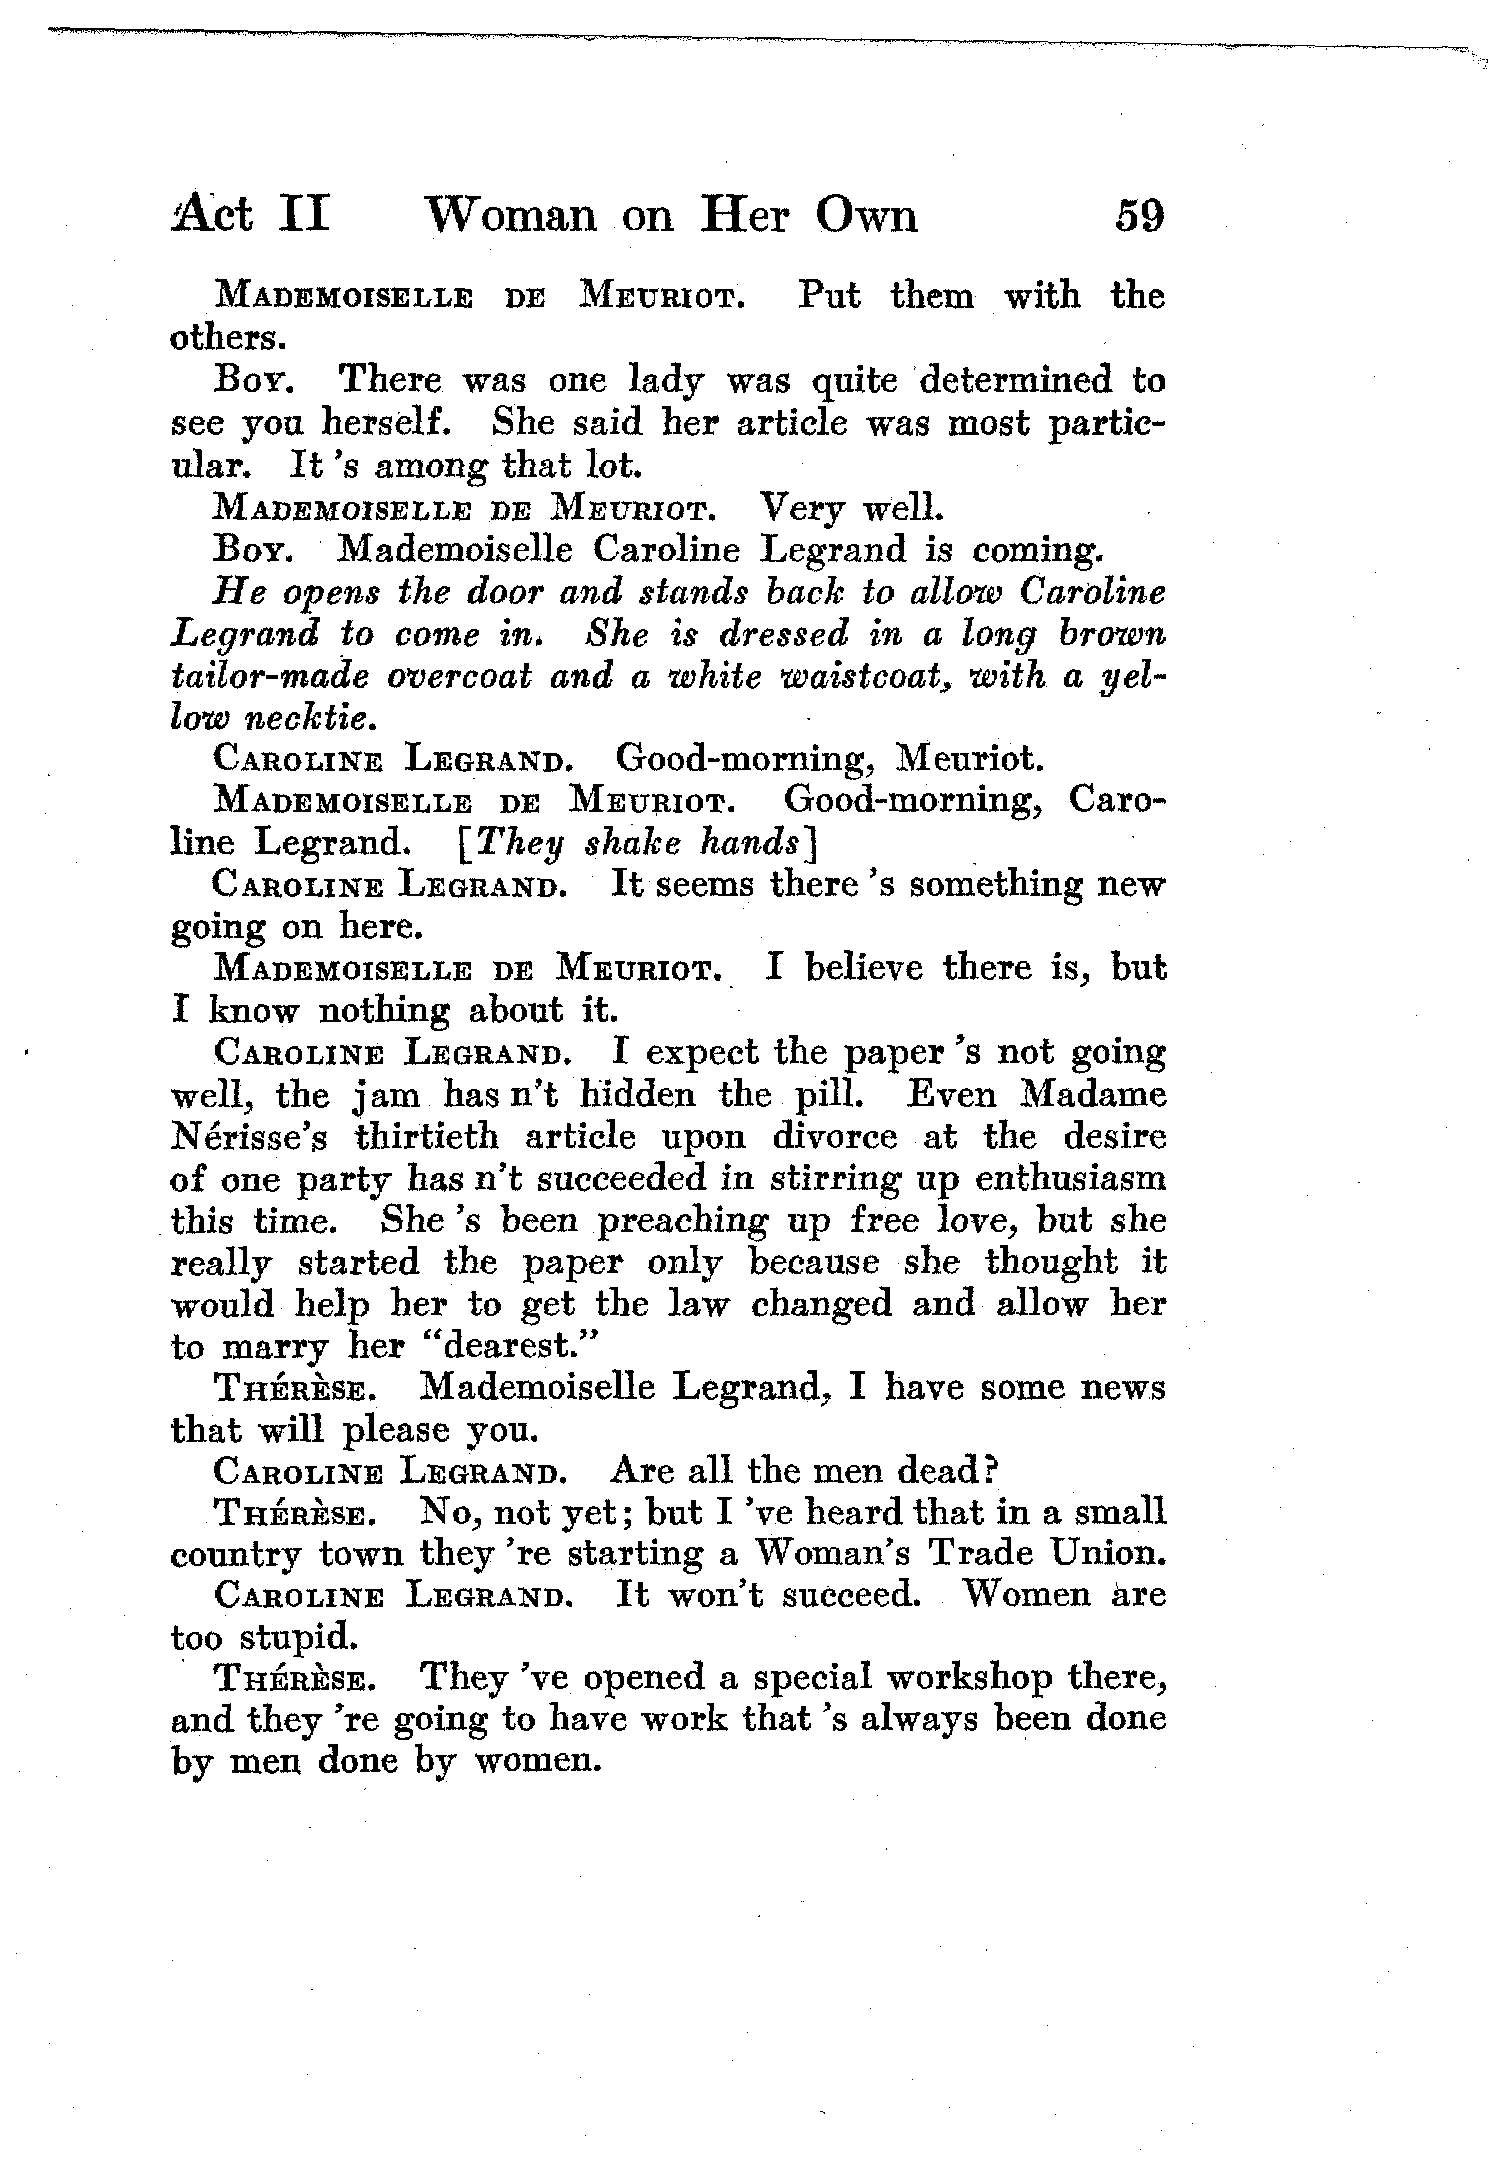 Act II Woman on Her Own 59
MADEMOISELLE DE MEURIOT. Put them with the
others.
BOY. There was one lady was quite determined to
see you herself. She said her article was most partic-
ular. It 's among that lot.
MADEMOISELLE DE MEURIOT. Very well.
BOY. Mademoiselle Caroline Legrand is coming.
He opens the door and stands back to allow Caroline
Legrand to come in. She is dressed in a long brown
tailor-made overcoat and a white waistcoat, with a yel-
low necktie.
CAROLINE LEGRAND. Good-morning, Meuriot.
MADEMOISELLE DE MEURIOT. Good-morning, Caro-
line Legrand. [They shake hands]
CAROLINE LEGRAND. It seems there 's something new
going on here.
MADEMOISELLE DE MEURIOT. I believe there is, but
I know nothing about it.
CAROLINE LEGRAND. I expect the paper 's not going
well, the jam has n't hidden the pill. Even Madame
Nérisse's thirtieth article upon divorce at the desire
of one party has n't succeeded in stirring up enthusiasm
this time. She 's been preaching up free love, but she
really started the paper only because she thought it
would help her to get the law changed and allow her
to marry her "dearest."
THÉRÈSE. Mademoiselle Legrand, I have some news
that will please you.
CAROLINE LEGRAND. Are all the men dead?
THÉRÈSE. No, not yet; but I 've heard that in a small
country town they 're starting a Woman's Trade Union.
CAROLINE LEGRAND. It won't succeed. Women are
too stupid.
THÉRÈSE. They 've opened a special workshop there,
and they 're going to have work that 's always been done
by men done by women.